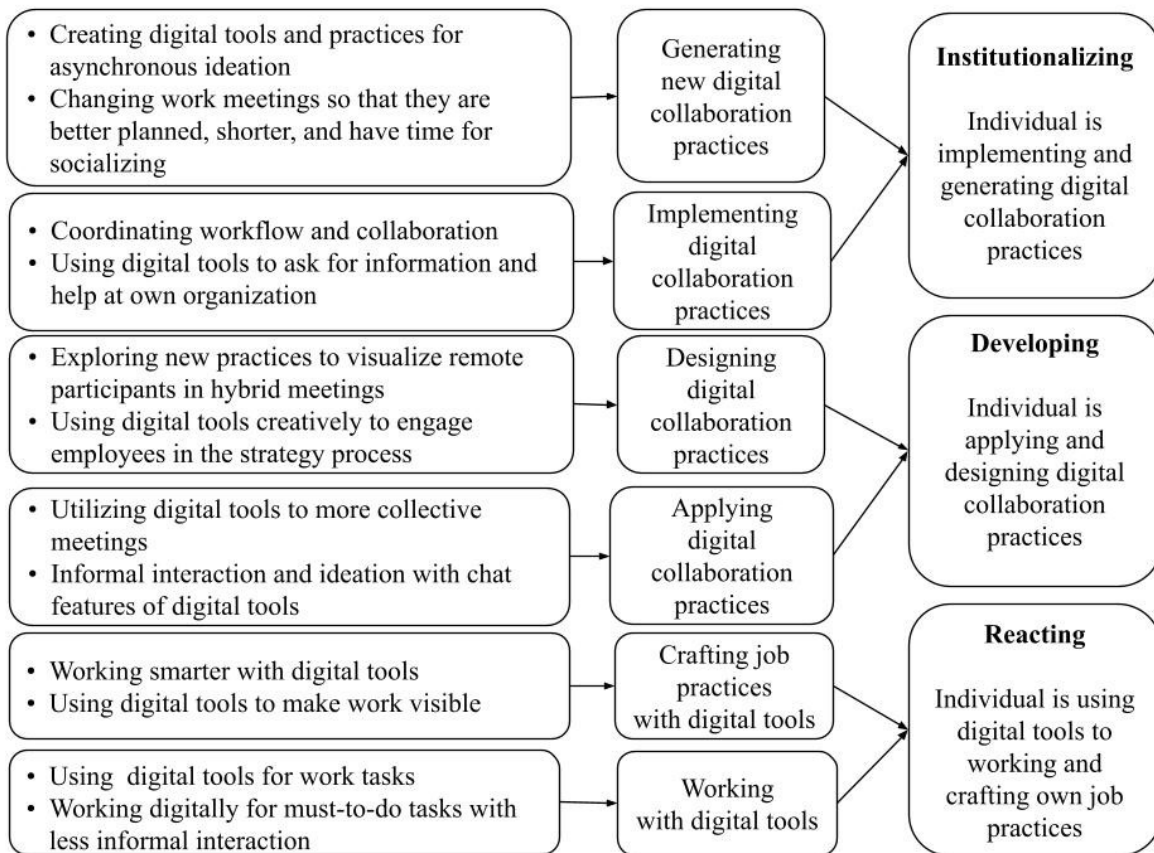 • Creating digital tools and practices for
asynchronous ideation
• Changing work meetings so that they are
better planned, shorter, and have time for
socializing
Generating
new digital
collaboration
practices
Institutionalizing
Individual is
implementing and
generating digital
collaboration
practices
• Coordinating workflow and collaboration
• Using digital tools to ask for information and
help at own organization
Implementing
digital
collaboration
practices
• Exploring new practices to visualize remote
participants in hybrid meetings
• Using digital tools creatively to engage
employees in the strategy process
Designing
digital
collaboration
practices
Developing
Individual is
applying and
designing digital
collaboration
practices
• Utilizing digital tools to more collective
meetings
• Informal interaction and ideation with chat
features of digital tools
Applying
digital
collaboration
practices
• Working smarter with digital tools
• Using digital tools to make work visible
Crafting job
practices
with digital tools
Reacting
Individual is using
digital tools to
working and
crafting own job
practices
• Using digital tools for work tasks
• Working digitally for must-to-do tasks with
less informal interaction
Working
with digital tools